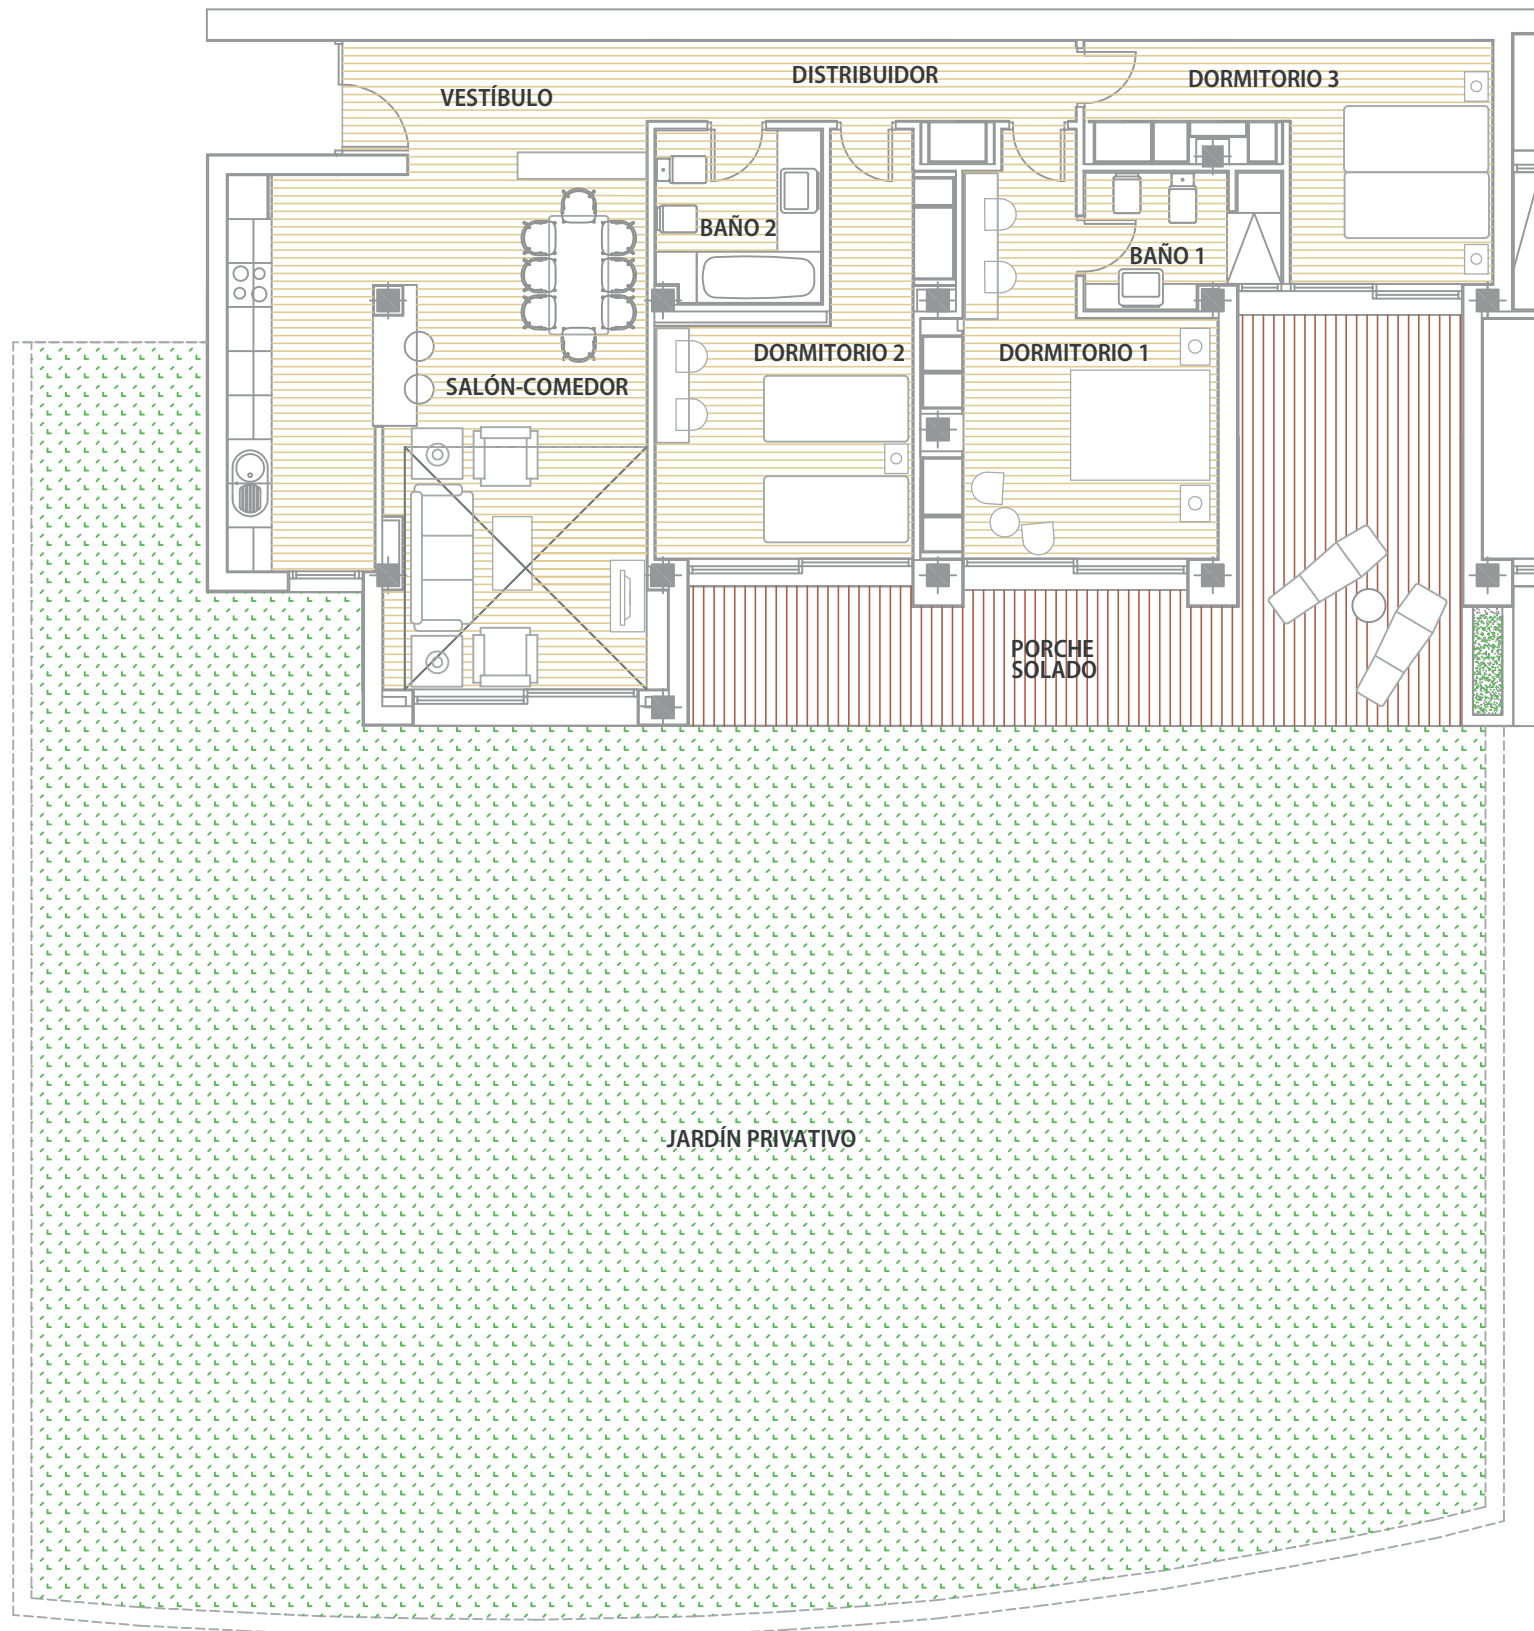 DISTRIBUIDOR
DORMITORIO 3
VESTÍBULO
BAÑO 2
BAÑO 1
DORMITORIO 2
DORMITORIO 1
SALÓN-COMEDOR
PORCHE
SOLADO
JARDÍN PRIVATIVO